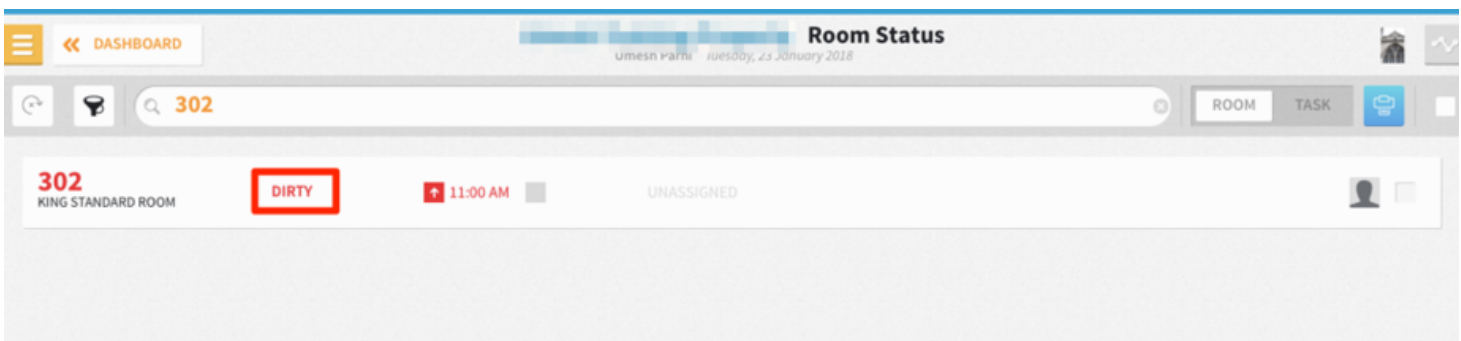 DASHBOARD
Room Status
Umesh Parhi Tuesday, 23 January 2018
302
ROOM TASK
302
KING STANDARD ROOM
DIRTY
11:00 AM
UNASSIGNED